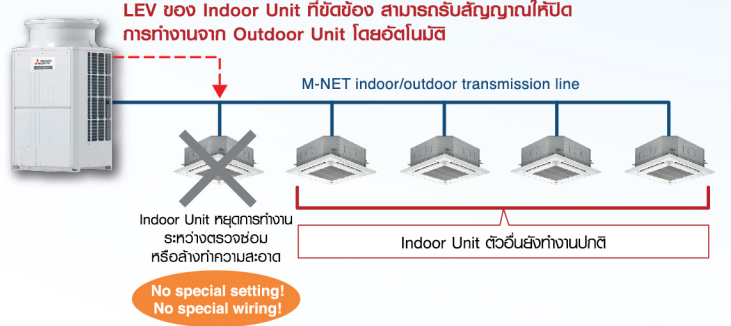 LEV ของ Indoor Unit ที่ขัดข้อง สามารถรับสัญญาณให้ปิด
การทำงานจาก Outdoor Unit โดยอัตโนมัติ
M-NET indoor/outdoor transmission line
Indoor Unit หยุดการทำงาน
ระหว่างตรวจซ่อม
หรือล้างทำความสะอาด
Indoor Unit ตัวอื่นยังทำงานปกติ
No special setting!
No special wiring!